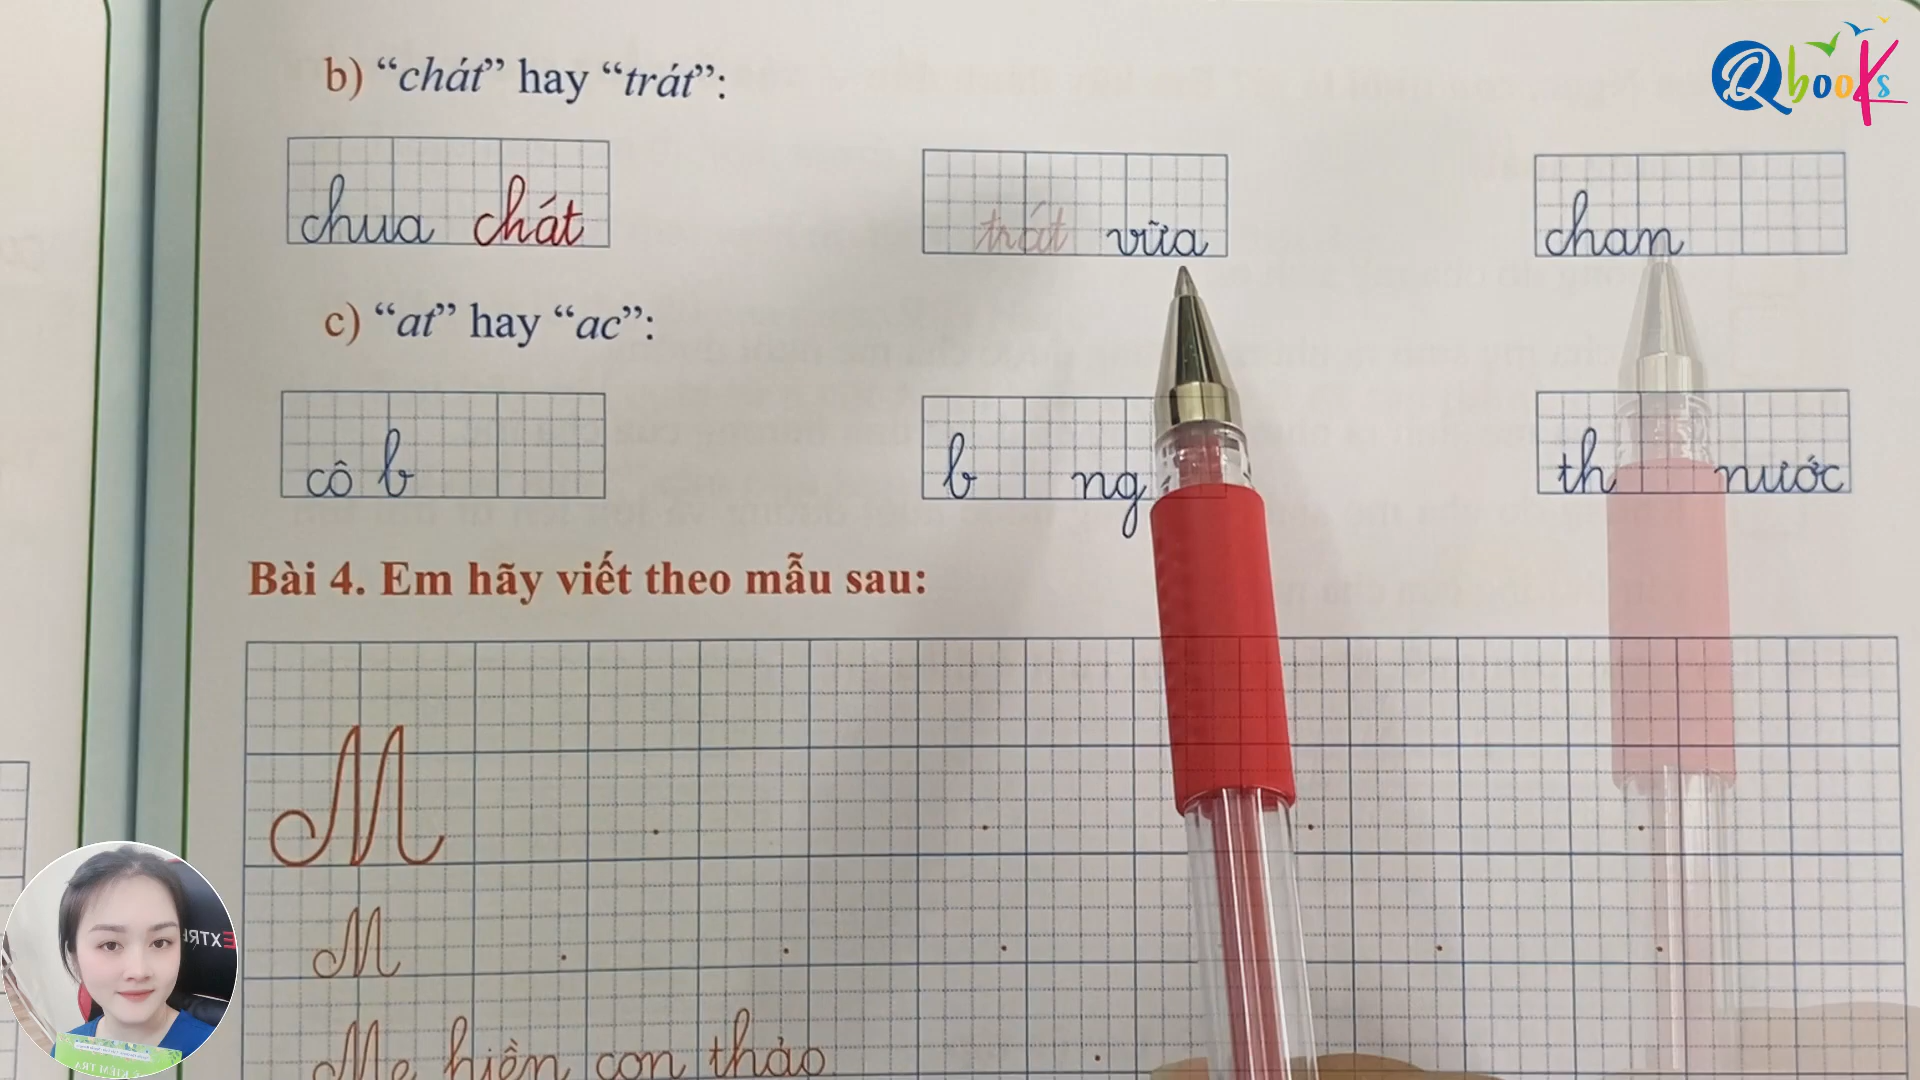 Qbooks
b) “chát” hay “trát”:
chua chát
trát vữa
chan
c) “at” hay “ac”:
cô b
b ng
th nước
Bài 4. Em hãy viết theo mẫu sau:
M
M
Mẹ hiền con thảo